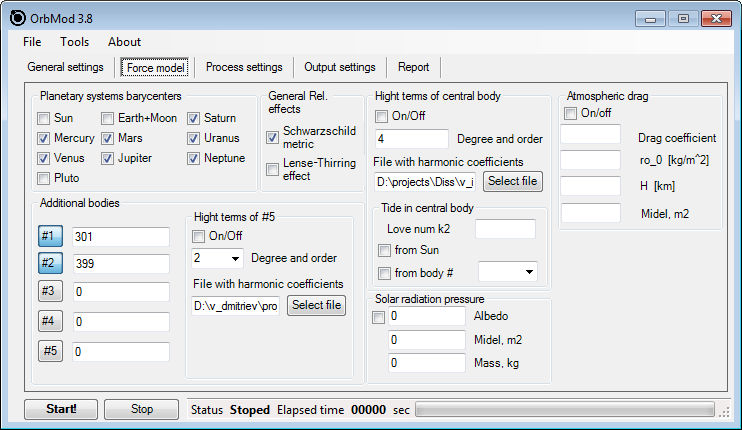 OrbMod 3.8
File Tools About
General settings Force model Process settings Output settings Report
Planetary systems barycenters
Sun Earth+Moon Saturn
Mercury Mars Uranus
Venus Jupiter Neptune
Pluto
General Rel.
effects
Schwarzschild
metric
Lense-Thirring
effect
Hight terms of central body
On/Off
4 Degree and order
File with harmonic coefficients
D:\projects\Diss\v_i Select file
Tide in central body
Love num k2
from Sun
from body #
Atmospheric drag
On/off
Drag coefficient
ro_0 [kg/m^2]
H [km]
Midel, m2
Additional bodies
#1 301
#2 399
#3 0
#4 0
#5 0
Hight terms of #5
On/Off
2 Degree and order
File with harmonic coefficients
D:\v_dmitriev\pro Select file
Solar radiation pressure
0 Albedo
0 Midel, m2
0 Mass, kg
Start! Stop Status Stoped Elapsed time 00000 sec